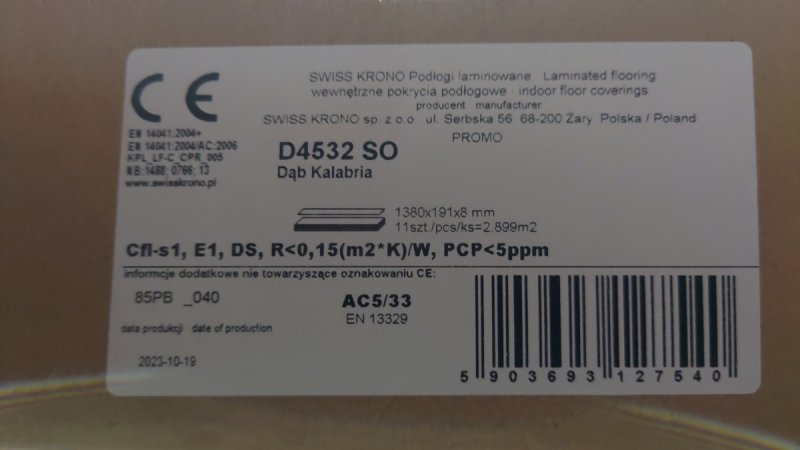 CE
SWISS KRONO Podłogi laminowane · Laminated flooring
wewnętrzne pokrycia podłogowe · indoor floor coverings
producent manufacturer
SWISS KRONO sp. z o.o. ul. Serbska 56 68-200 Żary Polska / Poland
PROMO
EN 14041:2004+
EN 14041:2004/AC:2006
KPL_LF-C_CPR_005
NB:1488; 0766; 13
www.swisskrono.pl
D4532 SO
Dąb Kalabria
1380x191x8 mm
11szt./pcs/ks=2.899m2
Cfl-s1, E1, DS, R<0,15(m2*K)/W, PCP<5ppm
informcje dodatkowe nie towarzyszące oznakowaniu CE:
85PB _040
AC5/33
EN 13329
data produkcji date of production
2023-10-19
5 903693 127540